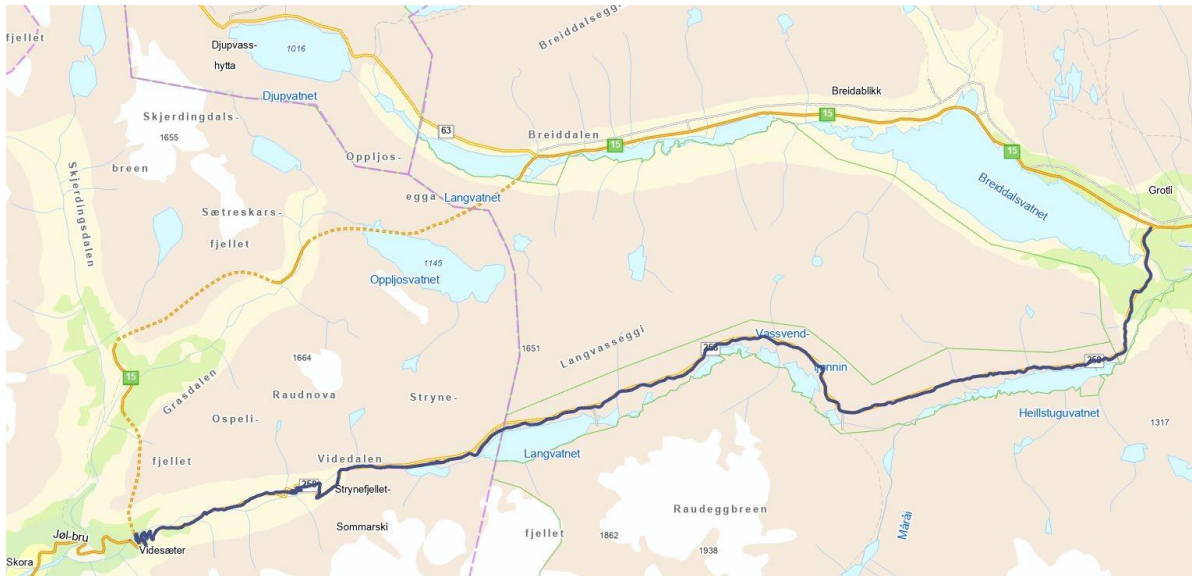 fjellet
Djupvass-
hytta
1016
Djupvatnet
Breiddalseggi
Skjerdingdals-
1655
breen
Skjerdingsdalen
63
Oppljos-
egga
Breiddalen
15
15
Breidablikk
15
Breiddalsvatnet
Grotli
Langvatnet
Sætreskars-
fjellet
1145
Oppljosvatnet
1651
Langvasseggi
Vassvend-
tjønnin
258
258
Heillstuguvatnet
1317
1664
Raudnova
Stryne-
15
Grasdalen
Ospeli-
fjellet
Videdalen
Langvatnet
258
Strynefjellet-
Sommarski
fjellet
Raudeggbreen
1862
1938
Måråi
Jøl-bru
Videsæter
Skora